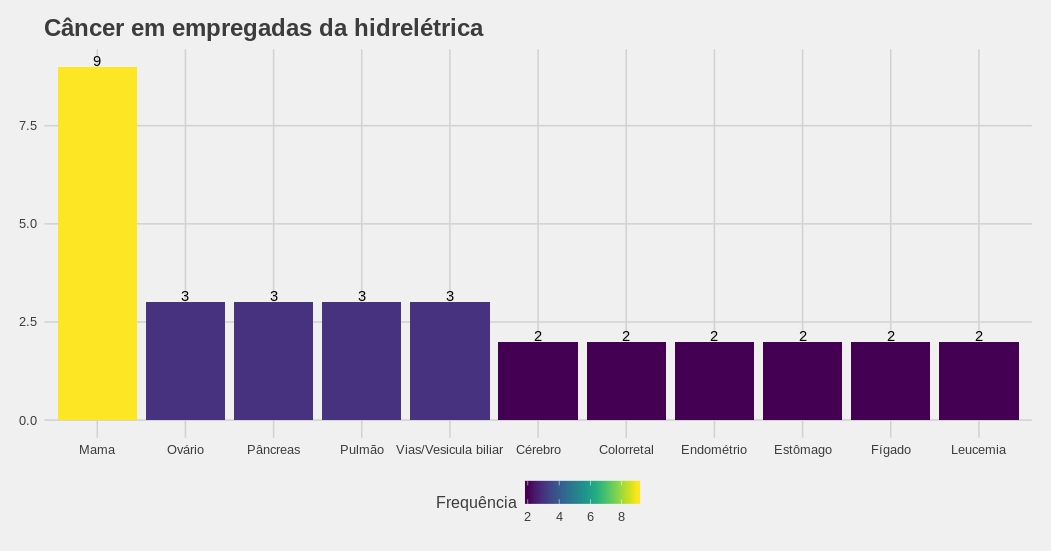 Câncer em empregadas da hidrelétrica
9
7.5
5.0
3 3 3 3
2.5
2 2 2 2 2 2
0.0
Mama Ovário Pâncreas Pulmão Vias/Vesicula biliar Cérebro Colorretal Endométrio Estômago Fígado Leucemia
Frequência
2 4 6 8